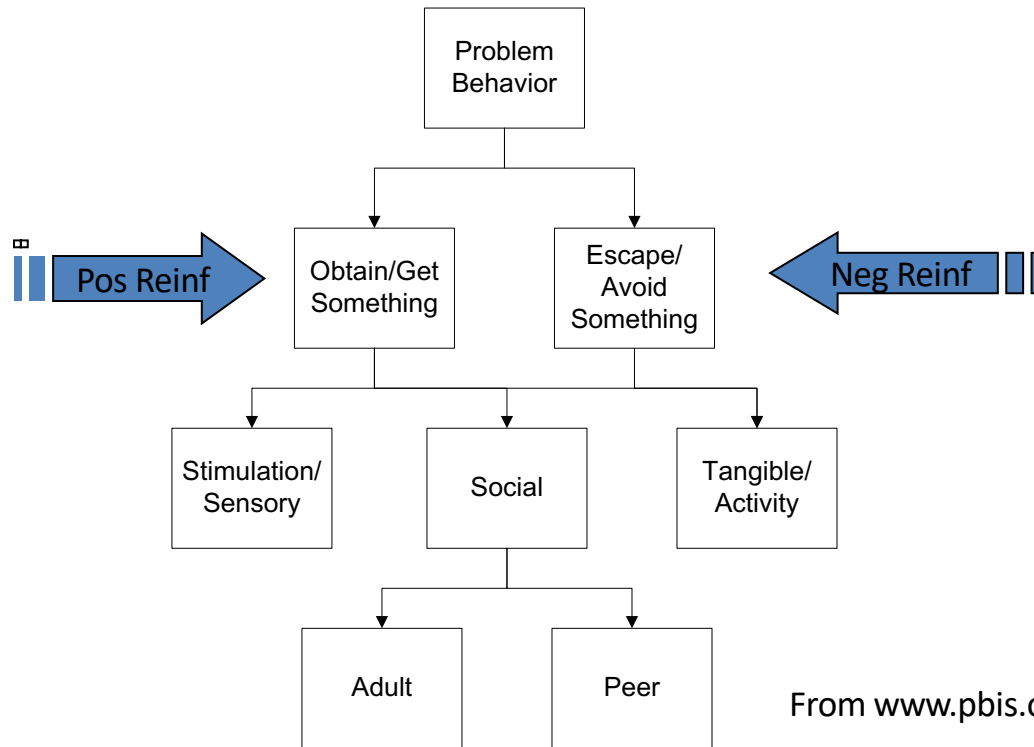 Problem
Behavior
Pos Reinf
Obtain/Get
Something
Escape/
Avoid
Something
Neg Reinf
Stimulation/
Sensory
Social
Tangible/
Activity
Adult
Peer
From www.pbis.